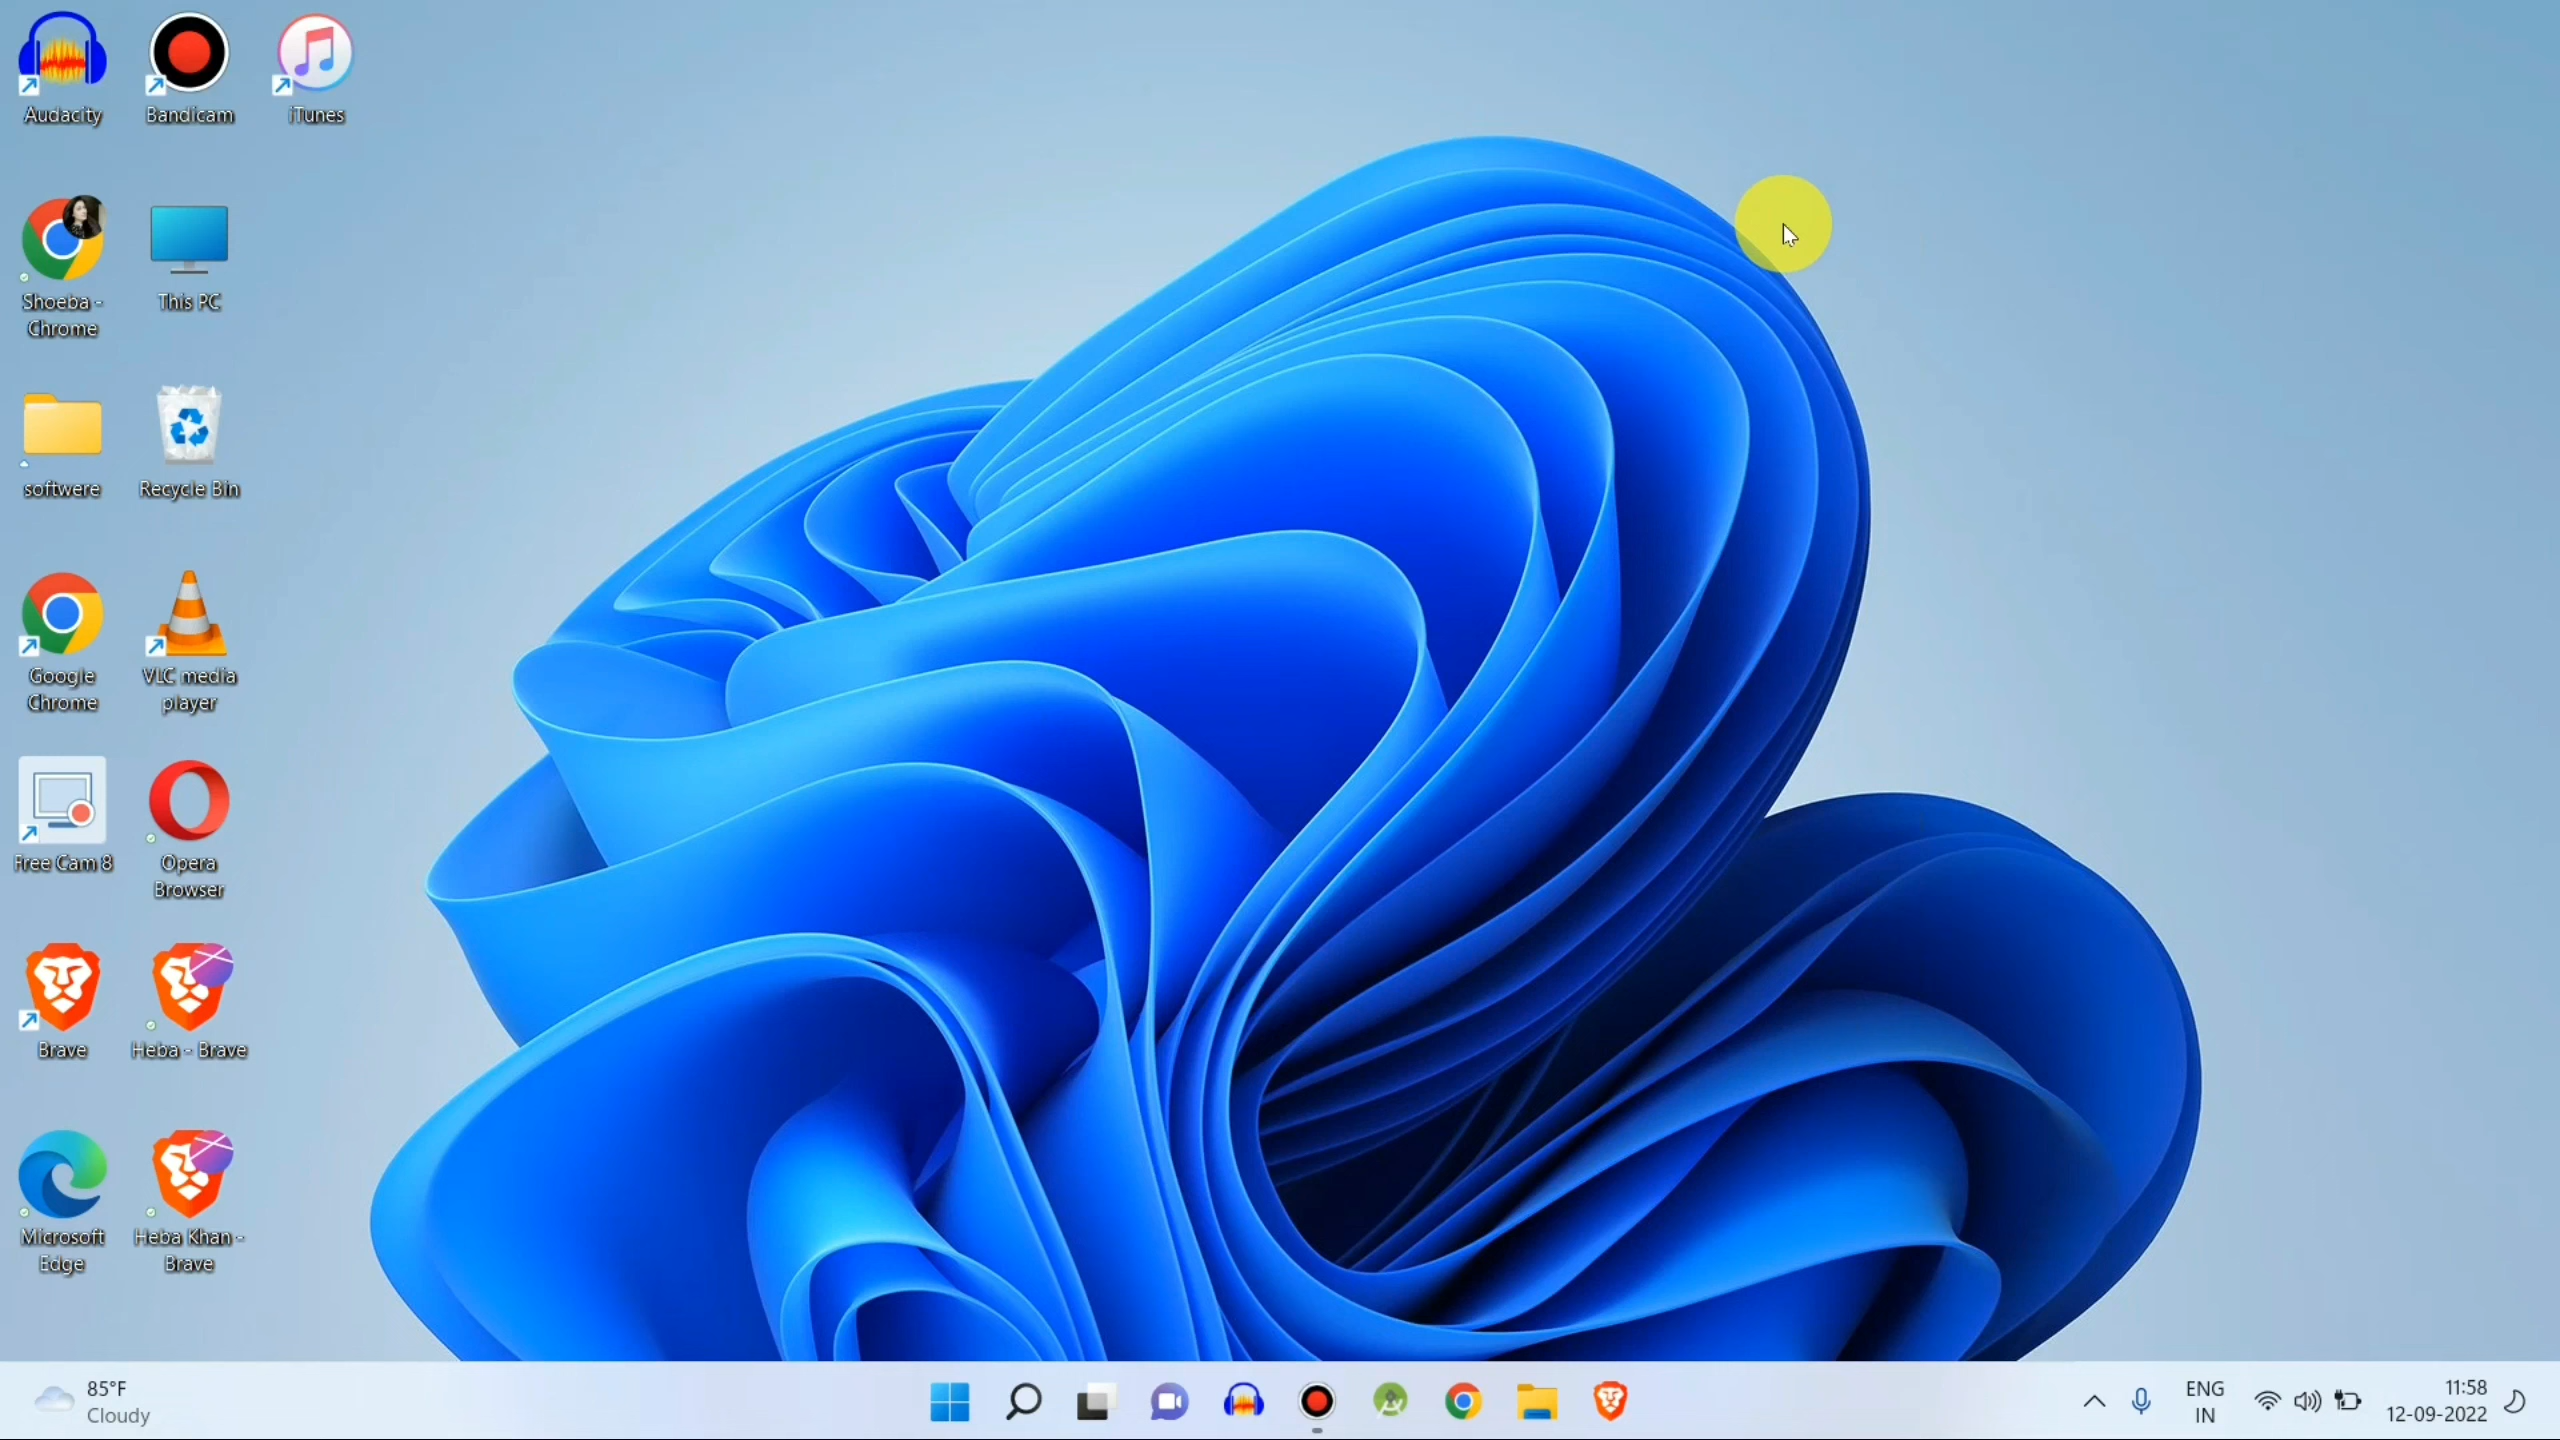 Audacity
Bandicam
iTunes
Shoeba -
Chrome
This PC
softwere
Recycle Bin
Google
Chrome
VLC media
player
Free Cam 8
Opera
Browser
Brave
Heba - Brave
Microsoft
Edge
Heba Khan -
Brave
85°F
Cloudy
ENG
IN
11:58
12-09-2022